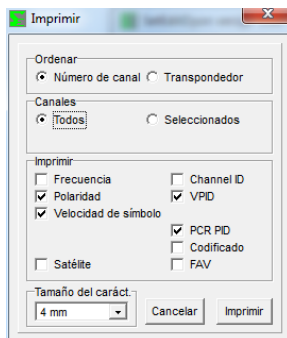 Imprimir
Ordenar
Número de canal Transpondedor
Canales
Todos Seleccionados
Imprimir
Frecuencia Channel ID
Polaridad VPID
Velocidad de símbolo
PCR PID
Codificado
Satélite FAV
Tamaño del caráct.
4 mm Cancelar Imprimir